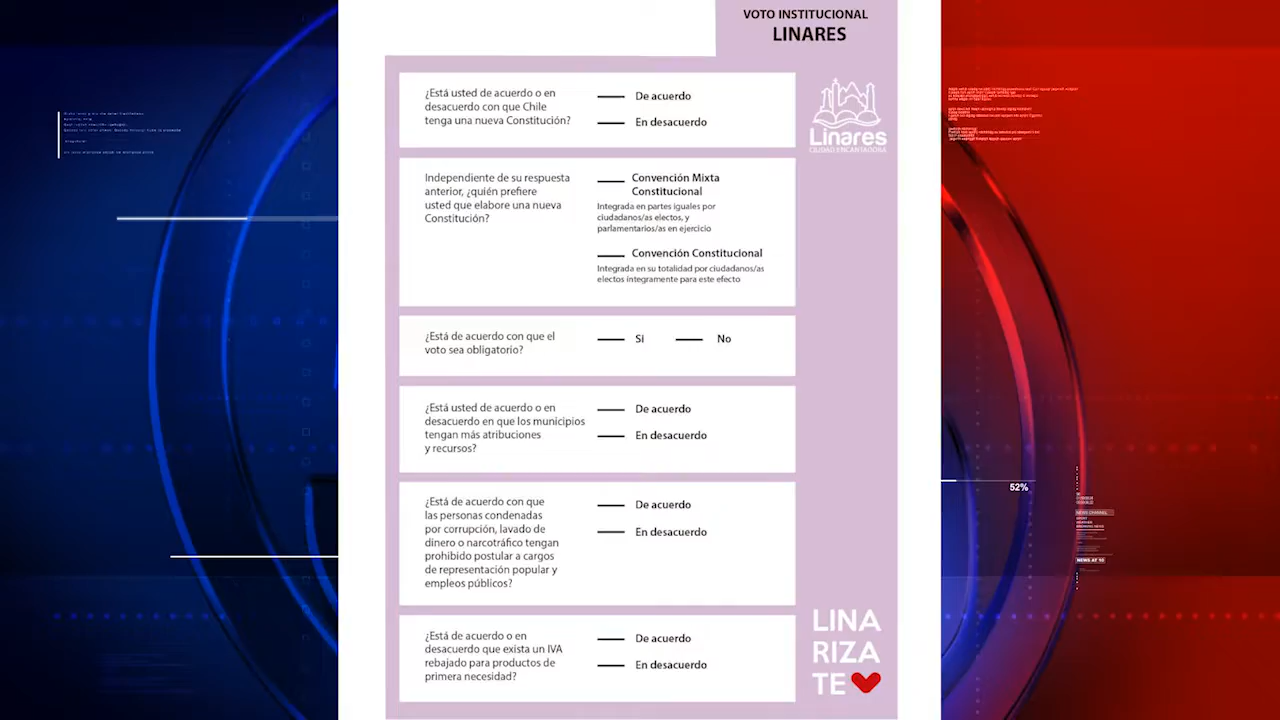 VOTO INSTITUCIONAL
LINARES
¿Está usted de acuerdo o en
desacuerdo con que Chile
tenga una nueva Constitución?
De acuerdo
En desacuerdo
Linares
CIUDAD ENCANTADORA
Independiente de su respuesta
anterior, ¿quién prefiere
usted que elabore una nueva
Constitución?
Convención Mixta
Constitucional
Integrada en partes iguales por
ciudadanos/as electos, y
parlamentarios/as en ejercicio
Convención Constitucional
Integrada en su totalidad por ciudadanos/as
electos íntegramente para este efecto
¿Está de acuerdo con que el
voto sea obligatorio?
Si
No
¿Está usted de acuerdo o en
desacuerdo en que los municipios
tengan más atribuciones
y recursos?
De acuerdo
En desacuerdo
52%
NEWS CHANNEL
NEWS AT 10
¿Está de acuerdo con que
las personas condenadas
por corrupción, lavado de
dinero o narcotráfico tengan
prohibido postular a cargos
de representación popular y
empleos públicos?
De acuerdo
En desacuerdo
¿Está de acuerdo o en
desacuerdo que exista un IVA
rebajado para productos de
primera necesidad?
De acuerdo
En desacuerdo
LINA
RIZA
TE